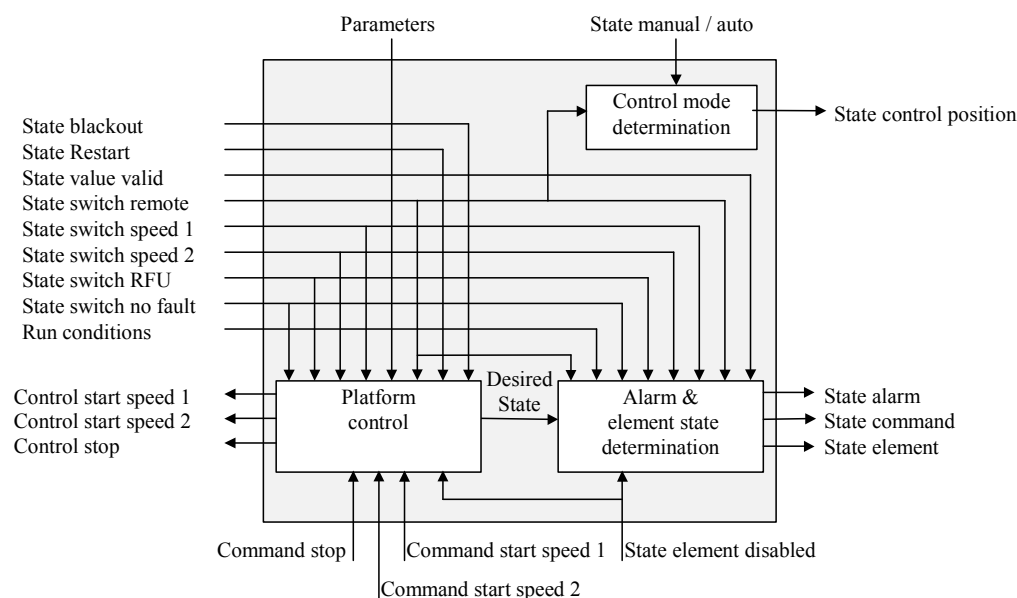 Parameters
State manual / auto
Control mode
determination
State control position
State blackout
State Restart
State value valid
State switch remote
State switch speed 1
State switch speed 2
State switch RFU
State switch no fault
Run conditions
Control start speed 1
Control start speed 2
Control stop
Platform
control
Desired
State
Alarm &
element state
determination
State alarm
State command
State element
Command stop
Command start speed 1
State element disabled
Command start speed 2